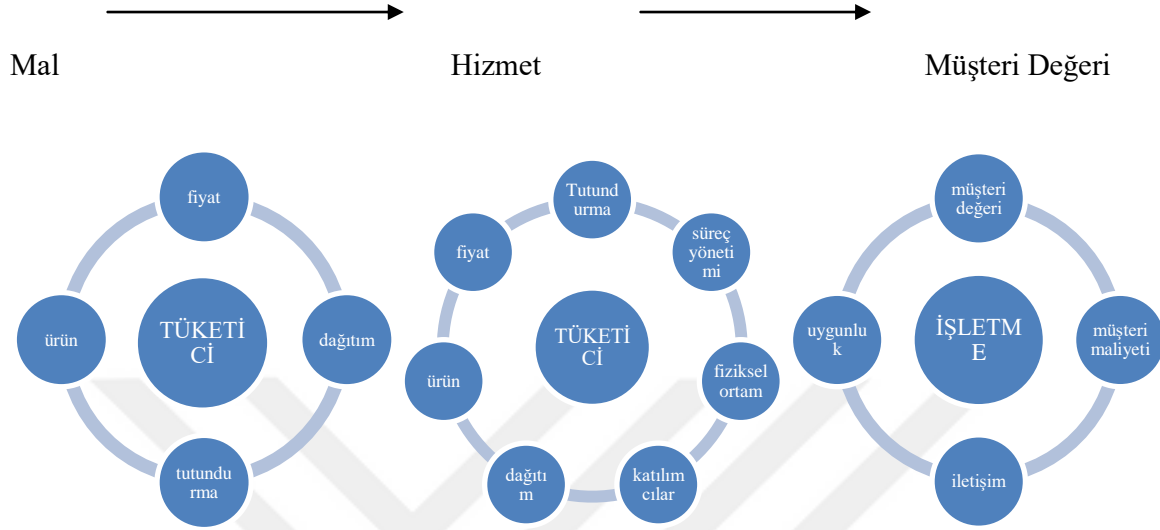 Mal
Hizmet
Müşteri Değeri
fiyat
ürün
TÜKETİ
Cİ
dağıtım
tutundu
rma
Tutund
urma
fiyat
süreç
yöneti
mi
ürün
TÜKETİ
Cİ
fiziksel
ortam
dağıtı
m
katılım
cılar
müşteri
değeri
uygunlu
k
İŞLETM
E
müşteri
maliyeti
iletişim